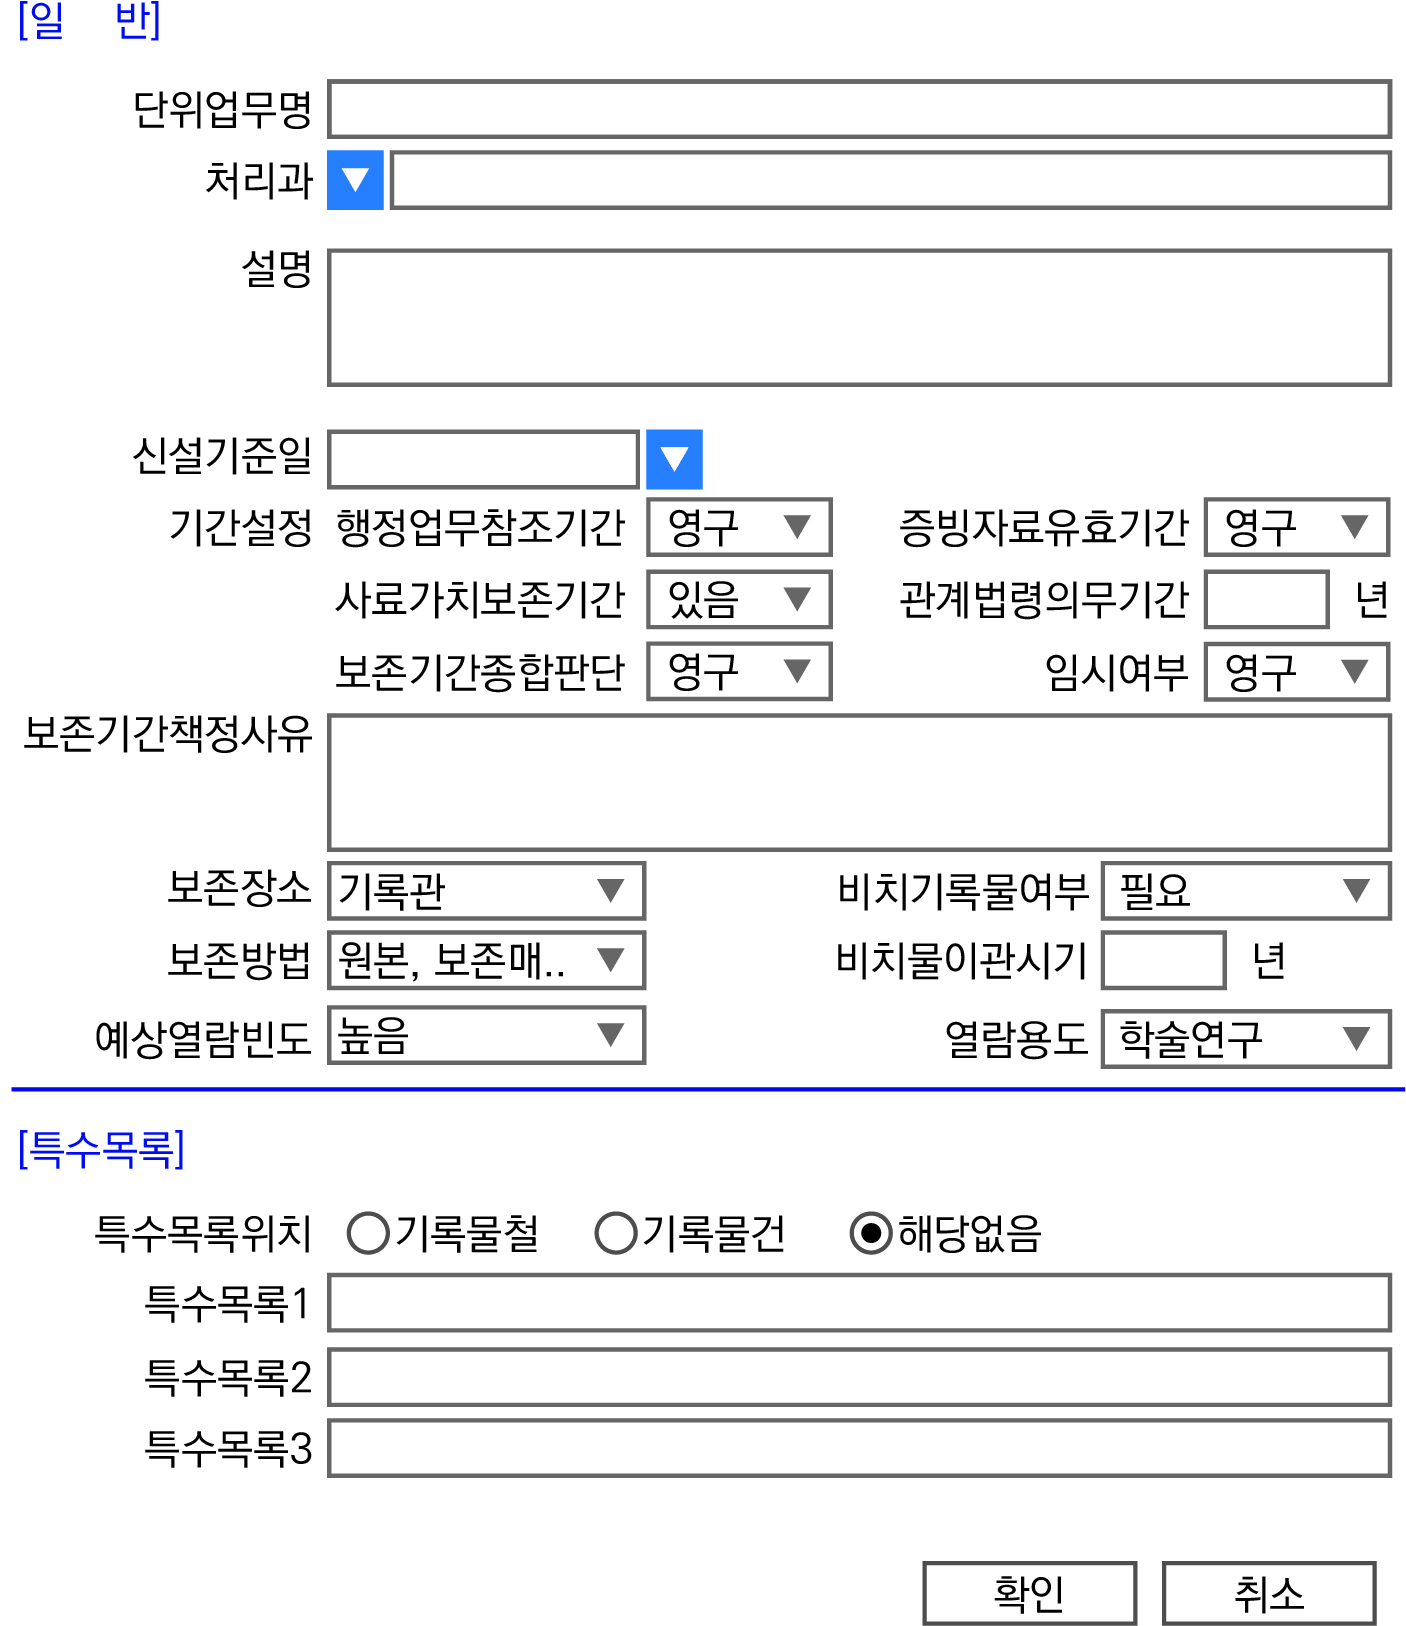 [일 반]
단위업무명
처리과
설명
신설기준일
기간설정 행정업무참조기간 영구 증빙자료유효기간 영구
사료가치보존기간 있음 관계법령의무기간 년
보존기간종합판단 영구 임시여부 영구
보존기간책정사유
보존장소 기록관 비치기록물여부 필요
보존방법 원본, 보존매.. 비치물이관시기 년
예상열람빈도 높음 열람용도 학술연구
[특수목록]
특수목록위치 기록물철 기록물건 해당없음
특수목록1
특수목록2
특수목록3
확인 취소